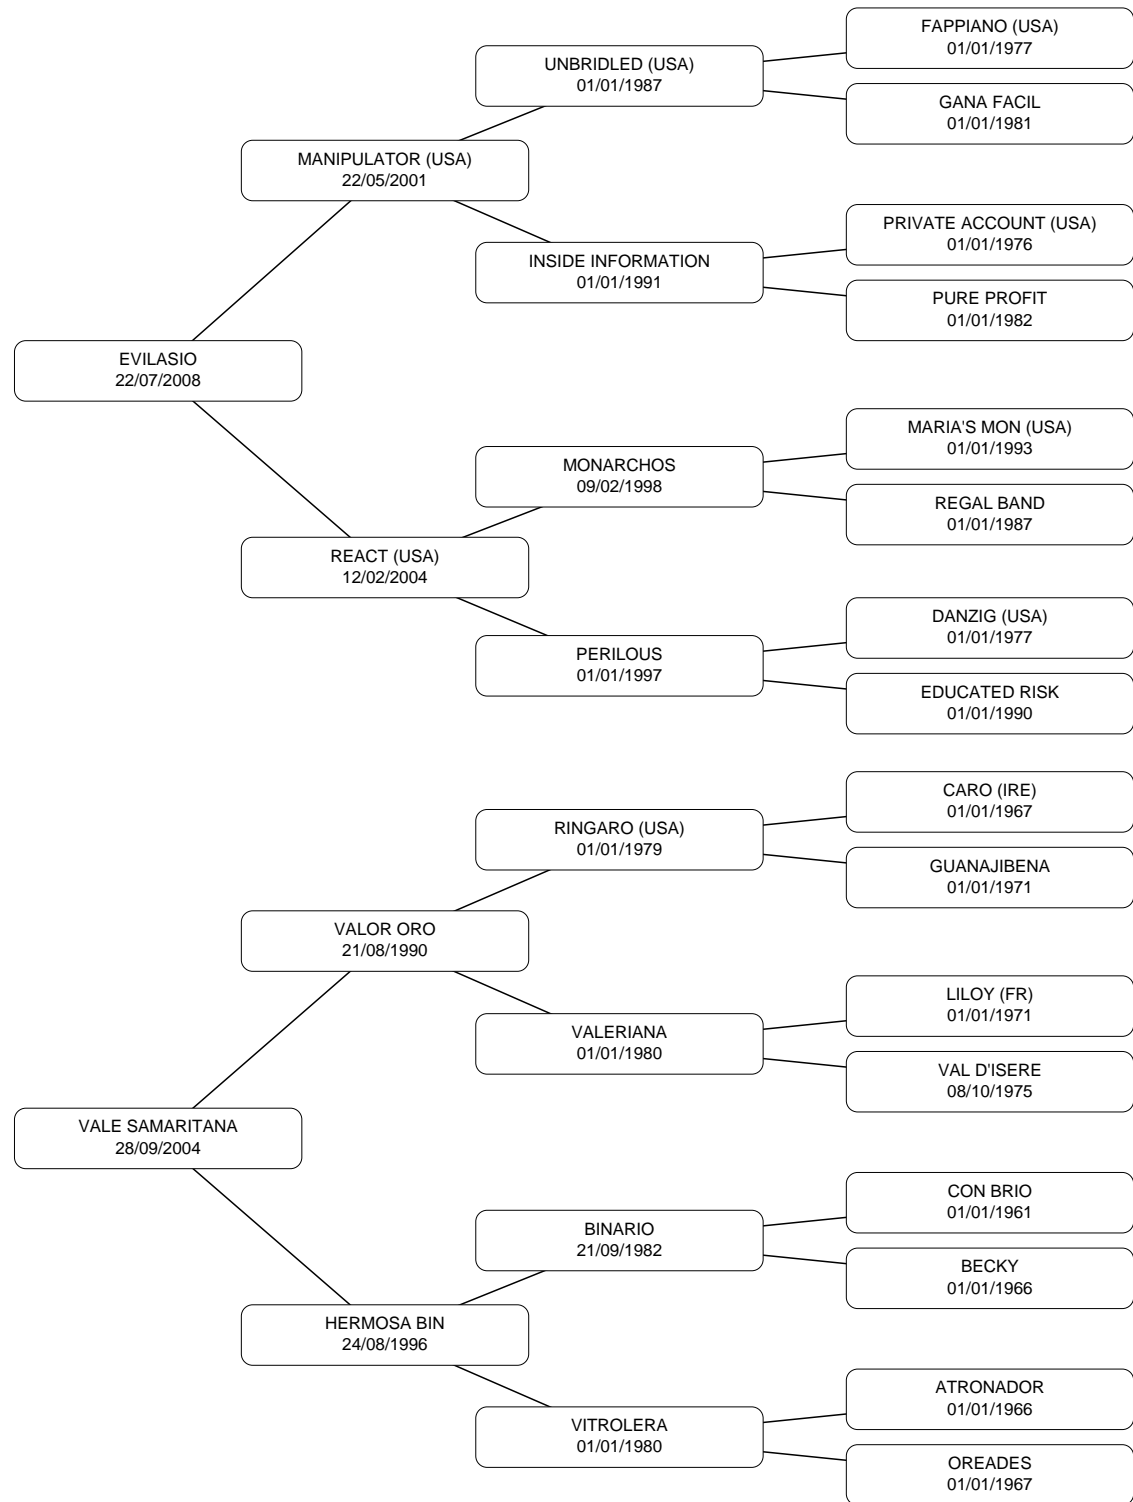 FAPPIANO (USA)
01/01/1977
UNBRIDLED (USA)
01/01/1987
GANA FACIL
01/01/1981
MANIPULATOR (USA)
22/05/2001
PRIVATE ACCOUNT (USA)
01/01/1976
INSIDE INFORMATION
01/01/1991
PURE PROFIT
01/01/1982
EVILASIO
22/07/2008
MARIA'S MON (USA)
01/01/1993
MONARCHOS
09/02/1998
REGAL BAND
01/01/1987
REACT (USA)
12/02/2004
DANZIG (USA)
01/01/1977
PERILOUS
01/01/1997
EDUCATED RISK
01/01/1990
CARO (IRE)
01/01/1967
RINGARO (USA)
01/01/1979
GUANAJIBENA
01/01/1971
VALOR ORO
21/08/1990
LILOY (FR)
01/01/1971
VALERIANA
01/01/1980
VAL D'ISERE
08/10/1975
VALE SAMARITANA
28/09/2004
CON BRIO
01/01/1961
BINARIO
21/09/1982
BECKY
01/01/1966
HERMOSA BIN
24/08/1996
ATRONADOR
01/01/1966
VITROLERA
01/01/1980
OREADES
01/01/1967